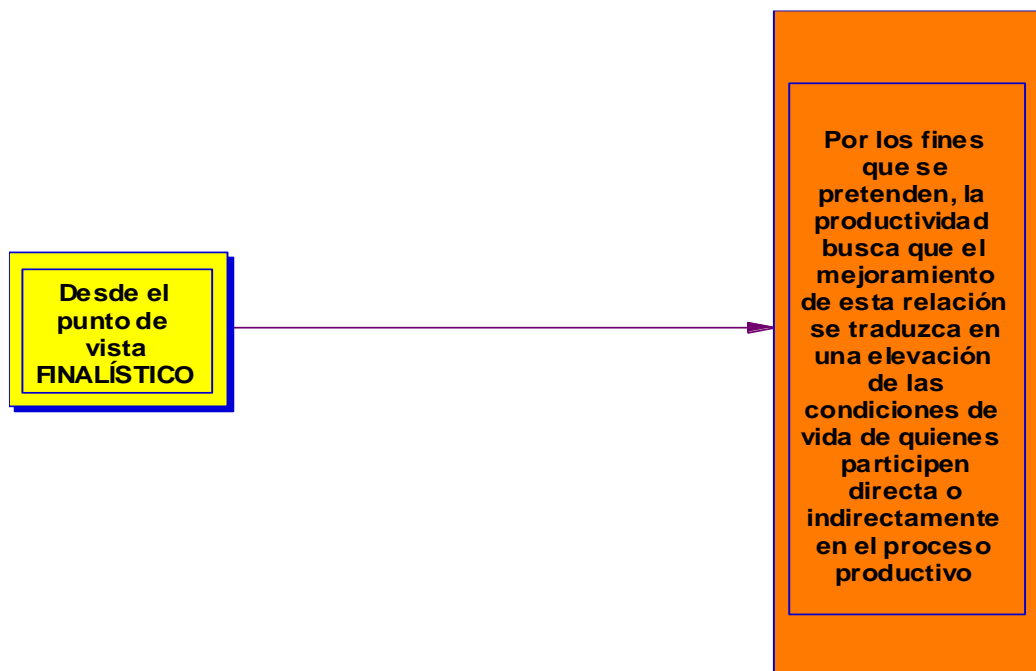 Desde el
punto de
vista
FINALÍSTICO
Por los fines
que se
pretenden, la
productividad
busca que el
mejoramiento
de esta relación
se traduzca en
una elevación
de las
condiciones de
vida de quienes
participen
directa o
indirectamente
en el proceso
productivo